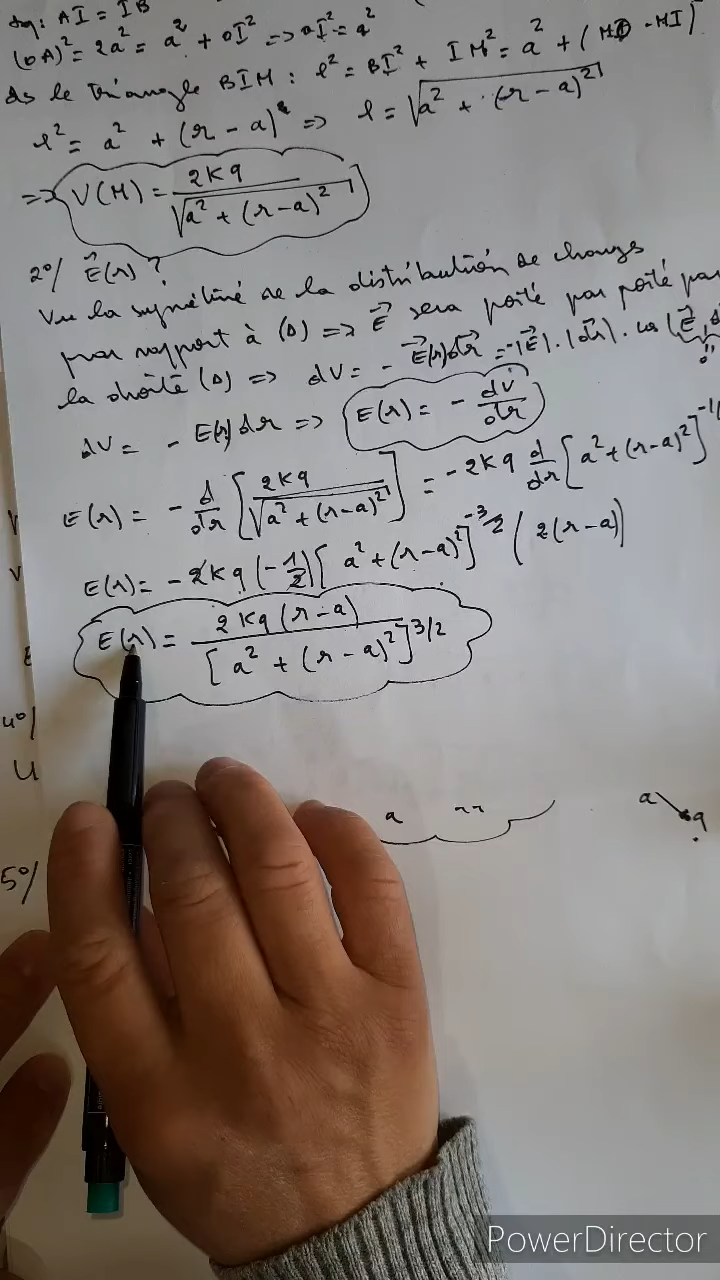 AI = IB
(OA)² = 2a² = a² + OI² => OI² = a²
ds le triangle BIM : l² = BI² + IM² = a² + (MO - MI)²
l² = a² + (r - a)² => l = √(a² + (r - a)²)
=> V(M) = 2Kq / √(a² + (r-a)²)
2°/ E⃗(r) ?
Vu la symétrie de la distribution de charges
par rapport à (Δ) => E⃗ sera porté par porté par
la droite (Δ) => dV = - E⃗(r) dr⃗ = -|E⃗|.|dr⃗|. cos(E⃗,
dV = - E(r) dr => E(r) = - dV/dr
E(r) = - d/dr [2Kq / √(a² + (r-a)²)] = -2Kq d/dr [a² + (r-a)²]
E(r) = -2Kq (-1/2) [a² + (r-a)²]^-3/2 (2(r-a))
E(r) = 2Kq (r-a) / [a² + (r-a)²]^3/2
4°/
U
a
a
q
5°/
PowerDirector